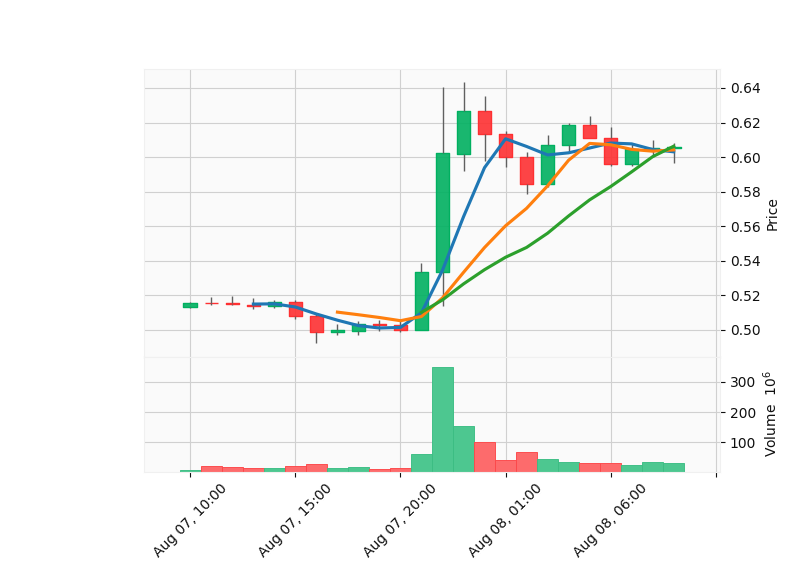 0.64
0.62
0.60
0.58
0.56
0.54
0.52
0.50
Price
300
200
100
Volume 10⁶
Aug 07, 10:00
Aug 07, 15:00
Aug 07, 20:00
Aug 08, 01:00
Aug 08, 06:00